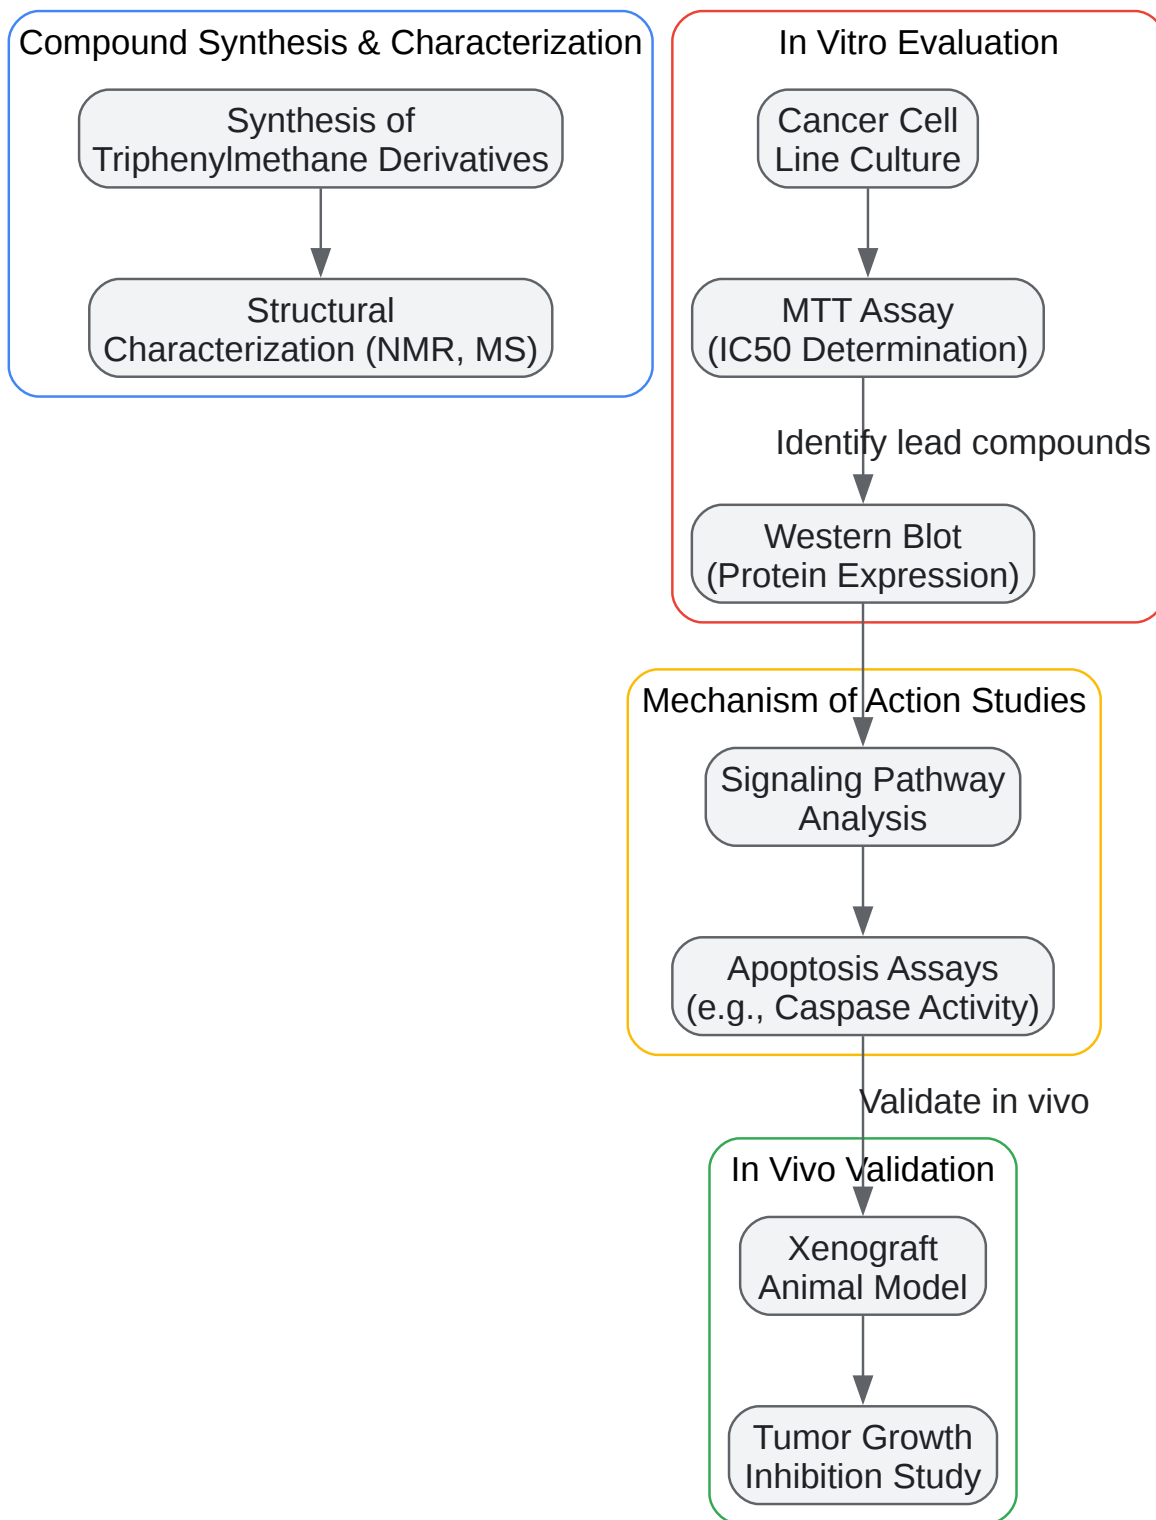 Compound Synthesis & Characterization
Synthesis of
Triphenylmethane Derivatives
Structural
Characterization (NMR, MS)
In Vitro Evaluation
Cancer Cell
Line Culture
MTT Assay
(IC50 Determination)
Identify lead compounds
Western Blot
(Protein Expression)
Mechanism of Action Studies
Signaling Pathway
Analysis
Apoptosis Assays
(e.g., Caspase Activity)
Validate in vivo
In Vivo Validation
Xenograft
Animal Model
Tumor Growth
Inhibition Study